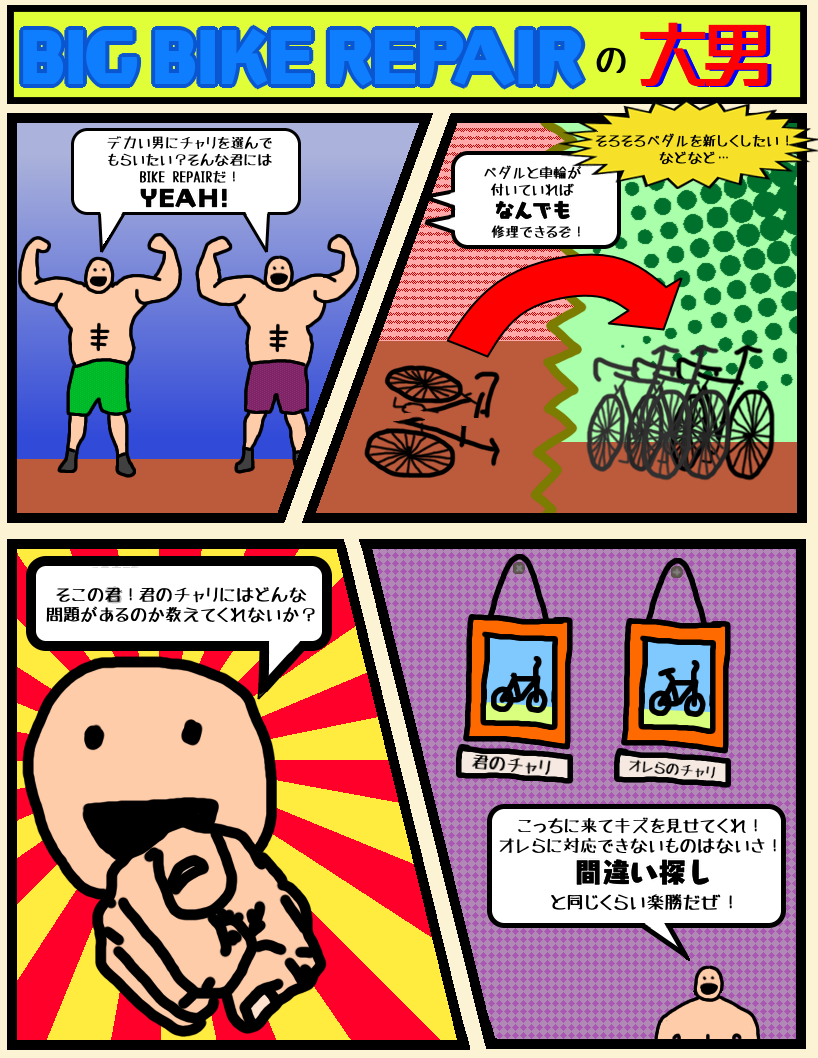 BIG BIKE REPAIR の 大男
デカい男にチャリを選んで
もらいたい？そんな君には
BIKE REPAIRだ！
YEAH!
そろそろペダルを新しくしたい！
などなど…
ペダルと車輪が
付いていれば
なんでも
修理できるぞ！
そこの君！君のチャリにはどんな
問題があるのか教えてくれないか？
君のチャリ
オレらのチャリ
こっちに来てキズを見せてくれ！
オレらに対応できないものはないさ！
間違い探し
と同じくらい楽勝だぜ！